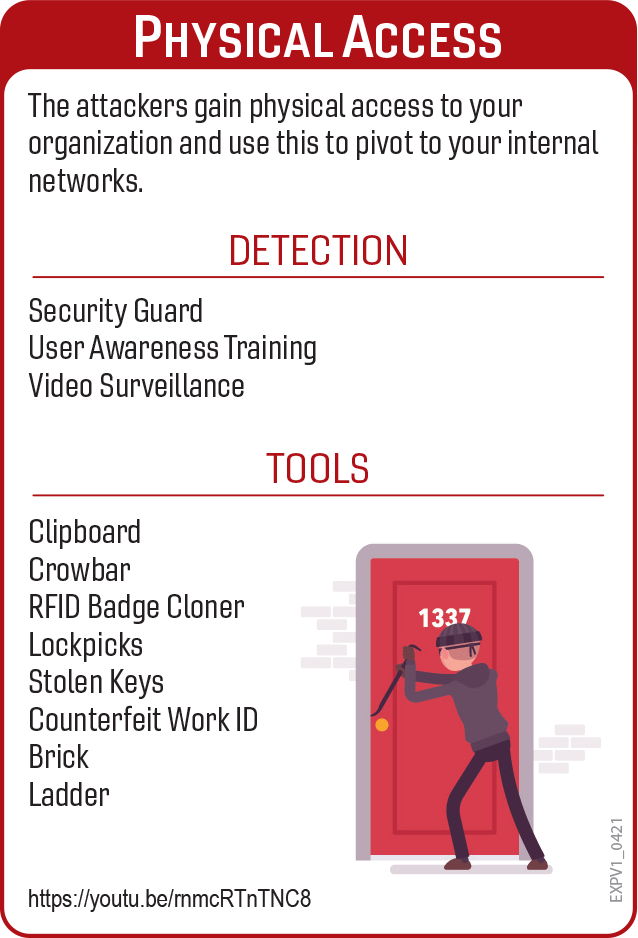 PHYSICAL ACCESS
The attackers gain physical access to your
organization and use this to pivot to your internal
networks.
DETECTION
Security Guard
User Awareness Training
Video Surveillance
TOOLS
Clipboard
Crowbar
RFID Badge Cloner
Lockpicks
Stolen Keys
Counterfeit Work ID
Brick
Ladder
1337
https://youtu.be/rnmcRTnTNC8
EXPV1_0421